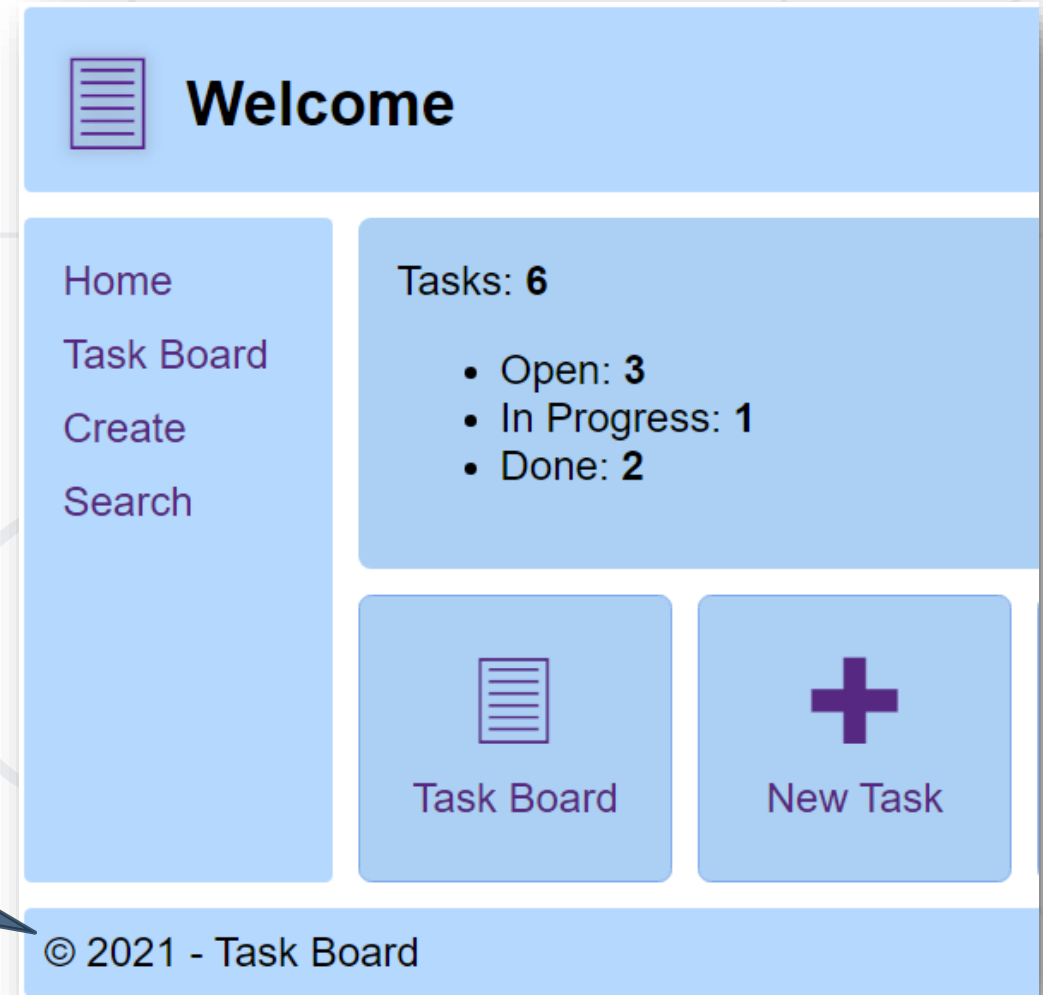 Welcome
Home
Task Board
Create
Search
Tasks: 6
• Open: 3
• In Progress: 1
• Done: 2
Task Board
New Task
© 2021 - Task Board